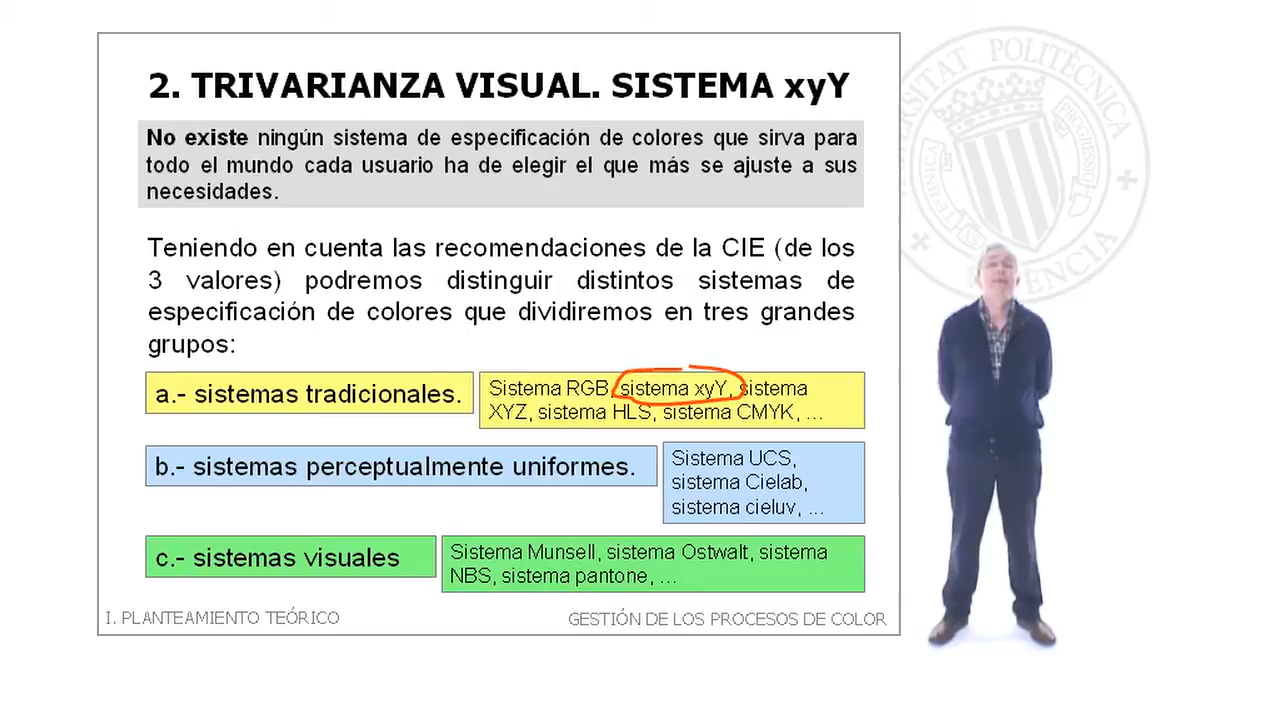 2. TRIVARIANZA VISUAL. SISTEMA xyY
No existe ningún sistema de especificación de colores que sirva para
todo el mundo cada usuario ha de elegir el que más se ajuste a sus
necesidades.
Teniendo en cuenta las recomendaciones de la CIE (de los
3 valores) podremos distinguir distintos sistemas de
especificación de colores que dividiremos en tres grandes
grupos:
a.- sistemas tradicionales.
Sistema RGB, sistema xyY, sistema
XYZ, sistema HLS, sistema CMYK, ...
b.- sistemas perceptualmente uniformes.
Sistema UCS,
sistema Cielab,
sistema cieluv, ...
c.- sistemas visuales
Sistema Munsell, sistema Ostwalt, sistema
NBS, sistema pantone, ...
I. PLANTEAMIENTO TEÓRICO
GESTIÓN DE LOS PROCESOS DE COLOR
POLITÈCNICA